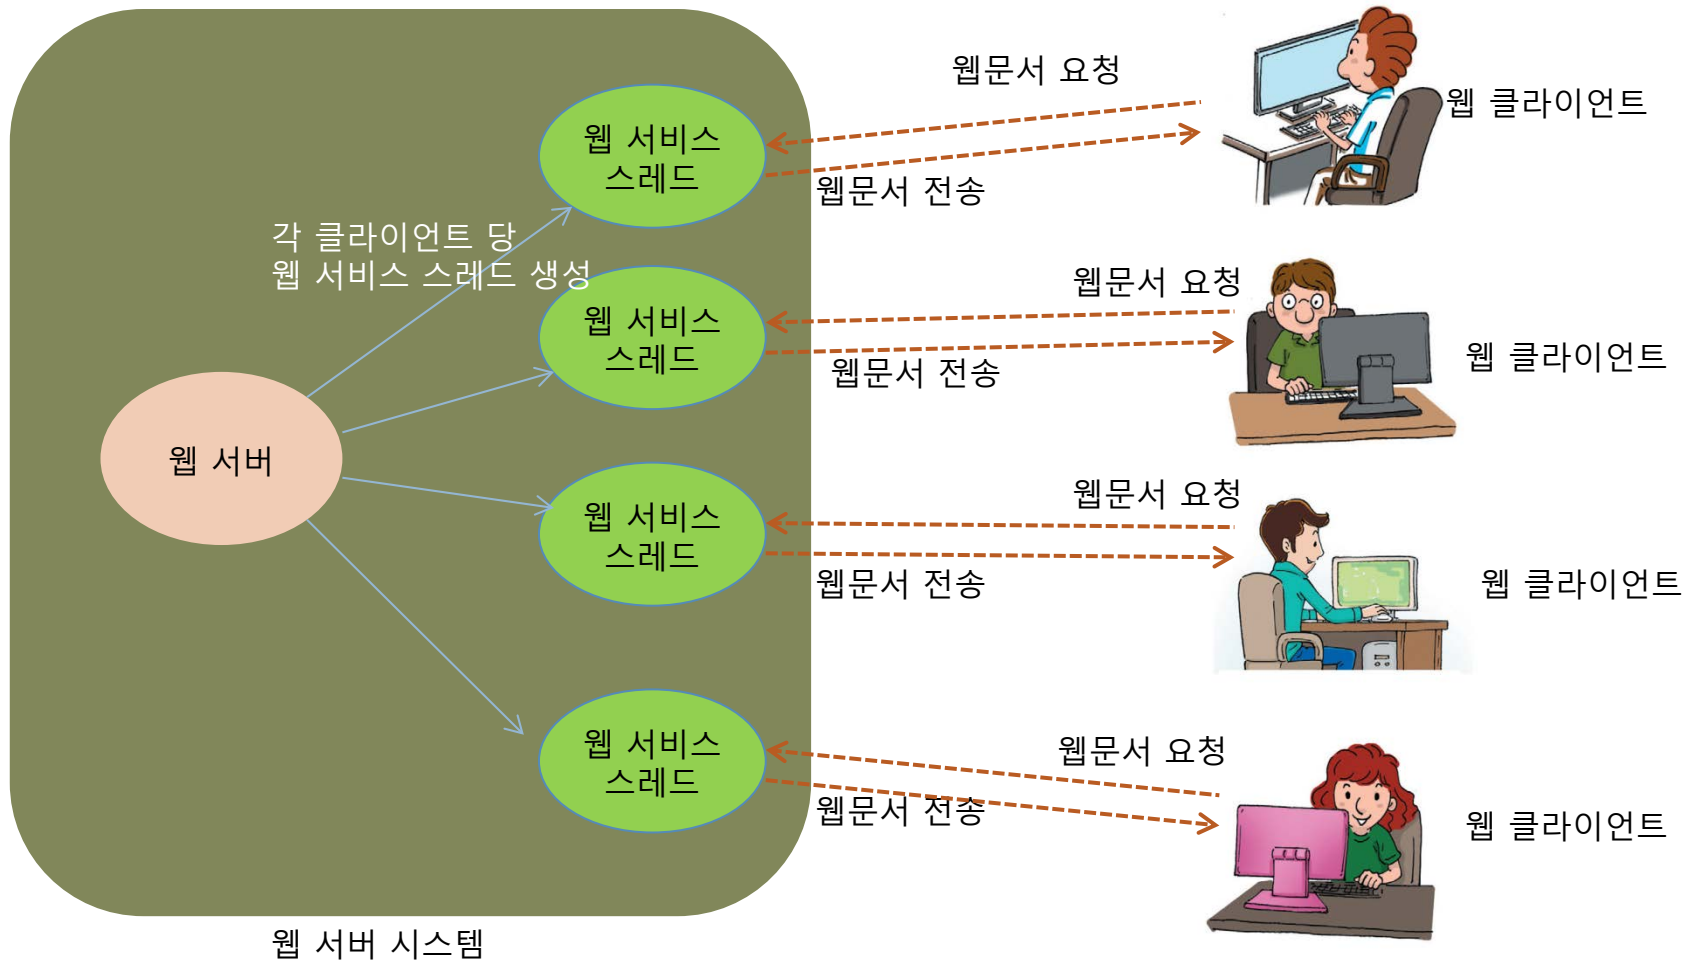 웹문서 요청
웹 클라이언트
웹 서비스
스레드
웹문서 전송
각 클라이언트 당
웹 서비스 스레드 생성
웹문서 요청
웹 서비스
스레드
웹 클라이언트
웹문서 전송
웹 서버
웹문서 요청
웹 서비스
스레드
웹문서 전송
웹 클라이언트
웹문서 요청
웹 서비스
스레드
웹문서 전송
웹 클라이언트
웹 서버 시스템